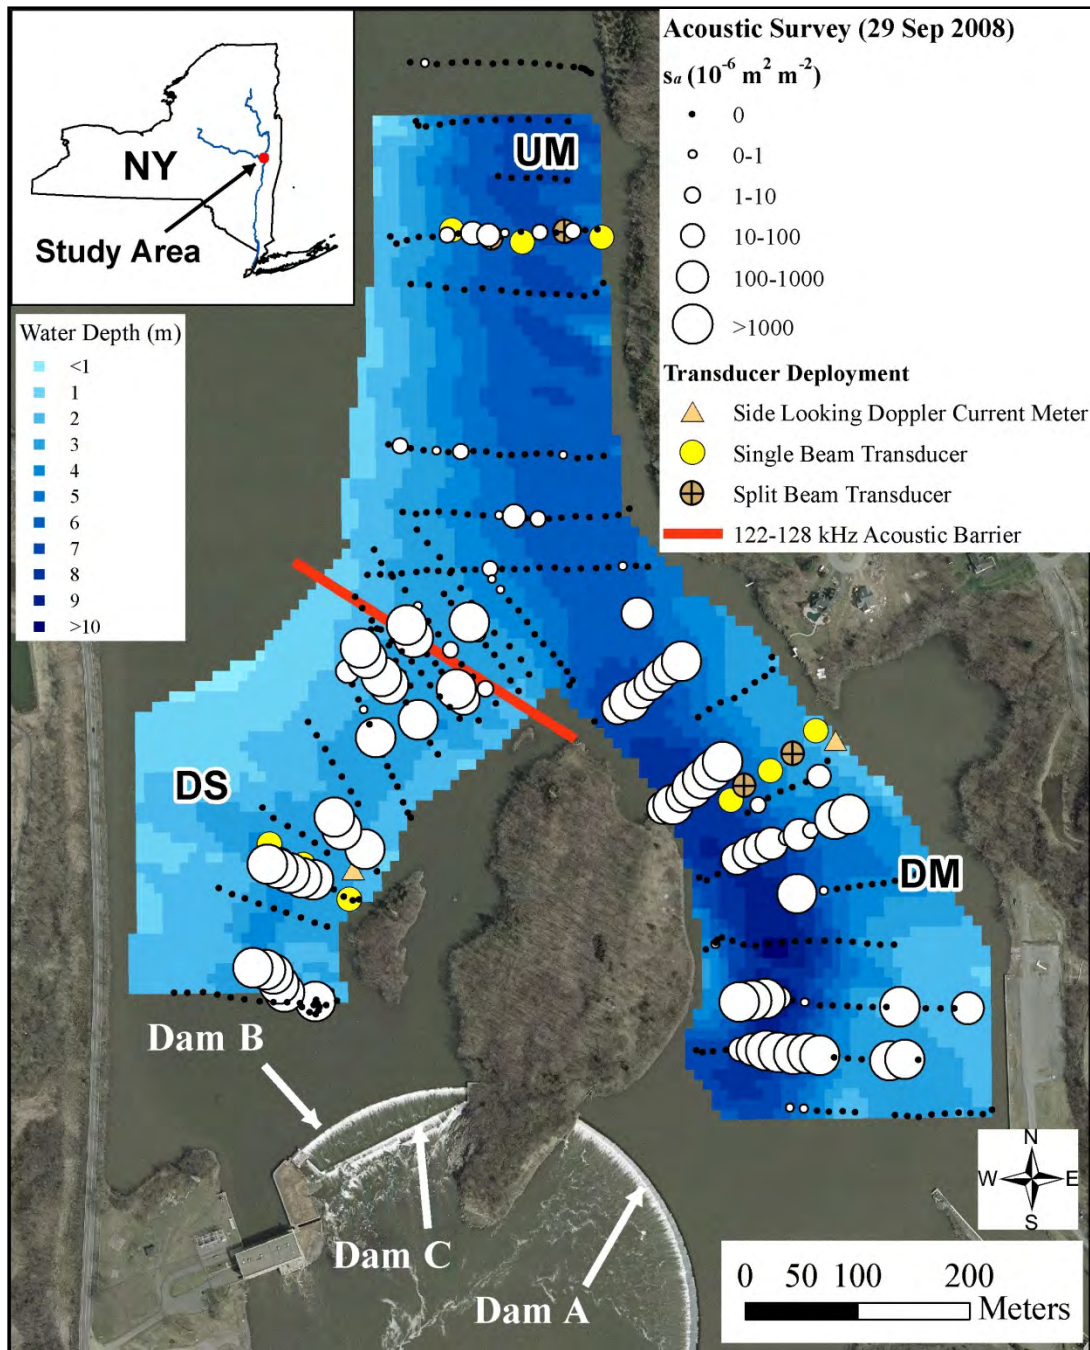 NY
Study Area
Acoustic Survey (29 Sep 2008)
sa (10-6 m2 m-2)
0
0-1
1-10
10-100
100-1000
>1000
Transducer Deployment
Side Looking Doppler Current Meter
Single Beam Transducer
Split Beam Transducer
122-128 kHz Acoustic Barrier
Water Depth (m)
<1
1
2
3
4
5
6
7
8
9
>10
UM
DS
DM
Dam B
Dam C
Dam A
N
W E
S
0 50 100 200
Meters